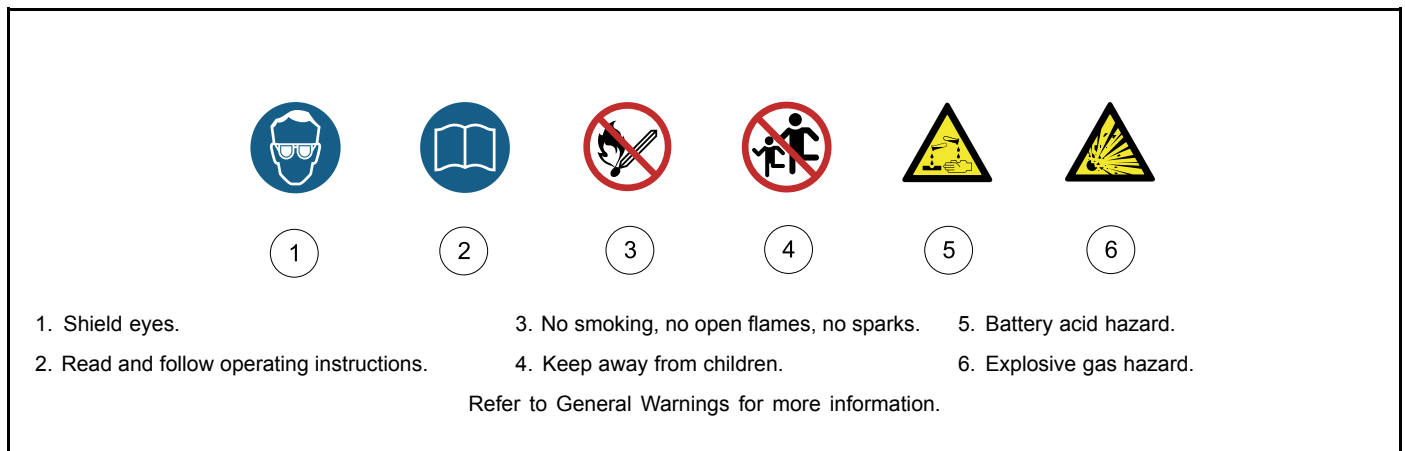 1
2
3
4
5
6
1. Shield eyes.
2. Read and follow operating instructions.
3. No smoking, no open flames, no sparks.
4. Keep away from children.
5. Battery acid hazard.
6. Explosive gas hazard.
Refer to General Warnings for more information.